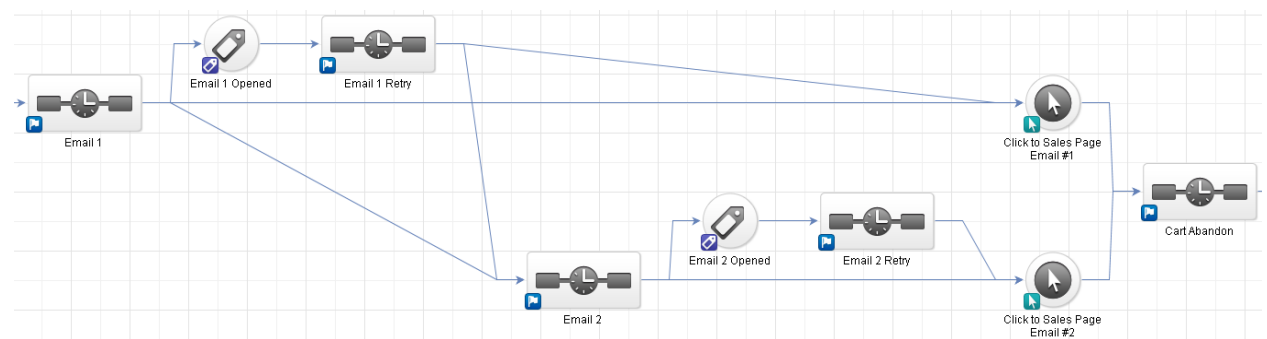 Email 1 Opened
Email 1 Retry
Email 1
Click to Sales Page
Email #1
Cart Abandon
Email 2 Opened
Email 2 Retry
Email 2
Click to Sales Page
Email #2